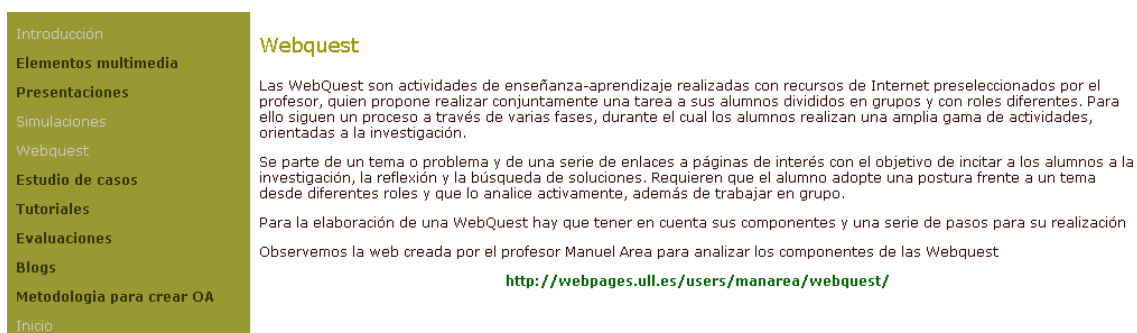 Introducción
Elementos multimedia
Presentaciones
Simulaciones
Webquest
Estudio de casos
Tutoriales
Evaluaciones
Blogs
Metodologia para crear OA
Inicio
Webquest
Las WebQuest son actividades de enseñanza-aprendizaje realizadas con recursos de Internet preseleccionados por el
profesor, quien propone realizar conjuntamente una tarea a sus alumnos divididos en grupos y con roles diferentes. Para
ello siguen un proceso a través de varias fases, durante el cual los alumnos realizan una amplia gama de actividades,
orientadas a la investigación.
Se parte de un tema o problema y de una serie de enlaces a páginas de interés con el objetivo de incitar a los alumnos a la
investigación, la reflexión y la búsqueda de soluciones. Requieren que el alumno adopte una postura frente a un tema
desde diferentes roles y que lo analice activamente, además de trabajar en grupo.
Para la elaboración de una WebQuest hay que tener en cuenta sus componentes y una serie de pasos para su realización
Observemos la web creada por el profesor Manuel Area para analizar los componentes de las Webquest
http://webpages.ull.es/users/manarea/webquest/